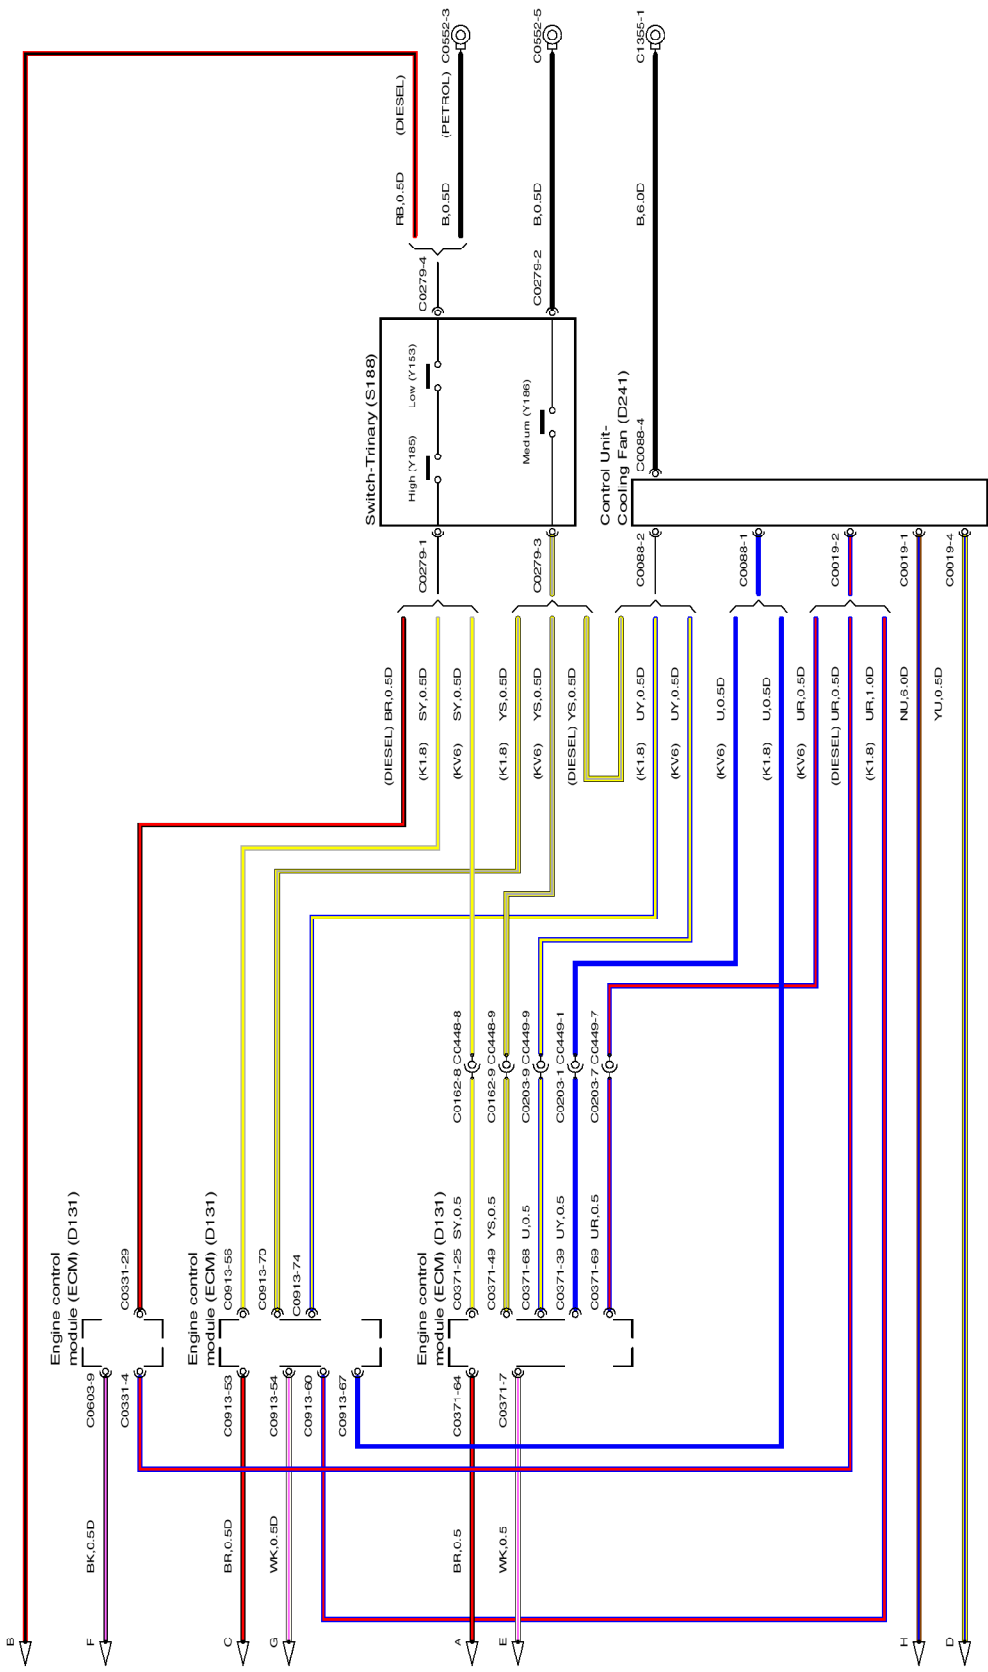 C0552-3
C0552-5
C1355-1
(DIESEL)
(PETROL)
RB,0.5D
B,0.5D
B,0.5D
B,6.0D
C0279-4
C0279-2
C0088-4
Switch-Trinary (S188)
Low (Y153)
High (Y185)
Medum (Y186)
Control Unit-
Cooling Fan (D241)
C0279-1
C0279-3
C0088-2
C0088-1
C0019-2
C0019-1
C0019-4
(DIESEL) BR,0.5D
(K1.8) SY,0.5D
(KV6) SY,0.5D
(K1.8) YS,0.5D
(KV6) YS,0.5D
(DIESEL) YS,0.5D
(K1.8) UY,0.5D
(KV6) UY,0.5D
(KV6) U,0.5D
(K1.8) U,0.5D
(KV6) UR,0.5D
(DIESEL) UR,0.5D
(K1.8) UR,1.0D
NU,6.0D
YU,0.5D
C0162-8 C0448-8
C0162-9 C0448-9
C0203-9 C0449-9
C0203-1 C0449-1
C0203-7 C0449-7
Engine control
module (ECM) (D131)
C0331-29
Engine control
module (ECM) (D131)
C0913-58
C0913-73
C0913-74
Engine control
module (ECM) (D131)
C0371-25 SY,0.5
C0371-49 YS,0.5
C0371-68 U,0.5
C0371-39 UY,0.5
C0371-69 UR,0.5
C0603-9
C0331-4
C0913-53
C0913-54
C0913-60
C0913-67
C0371-64
C0371-7
BK,0.5D
BR,0.5D
WK,0.5D
BR,0.5
WK,0.5
B
F
C
G
A
E
H
D